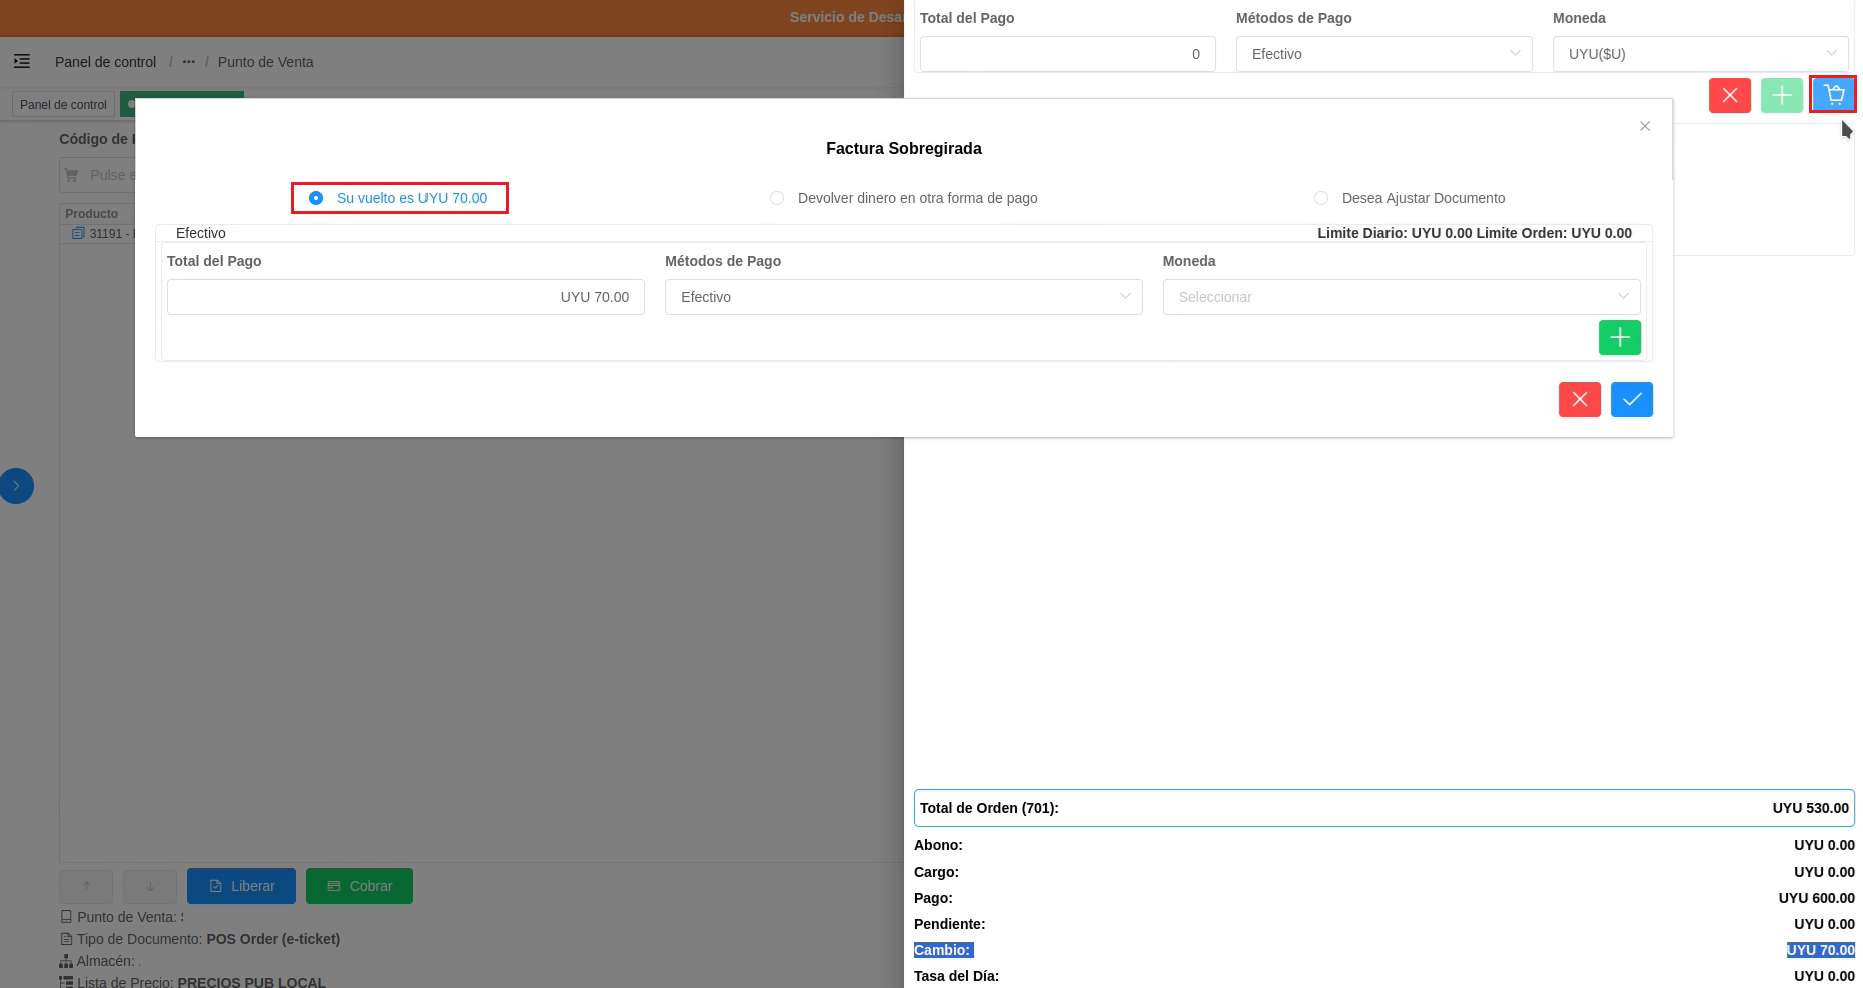 Servicio de Desa
Total del Pago
Métodos de Pago
Moneda
0
Efectivo
UYU($U)
Panel de control / ••• / Punto de Venta
Panel de control
Código de
Pulse
Producto
31191 -
Factura Sobregirada
Su vuelto es UYU 70.00
Devolver dinero en otra forma de pago
Desea Ajustar Documento
Efectivo
Limite Diario: UYU 0.00 Limite Orden: UYU 0.00
Total del Pago
Métodos de Pago
Moneda
UYU 70.00
Efectivo
Seleccionar
Total de Orden (701): UYU 530.00
Abono: UYU 0.00
Cargo: UYU 0.00
Pago: UYU 600.00
Pendiente: UYU 0.00
Cambio: UYU 70.00
Tasa del Día: UYU 0.00
Liberar
Cobrar
Punto de Venta:
Tipo de Documento: POS Order (e-ticket)
Almacén:
Lista de Precio: PRECIOS PUB LOCAL